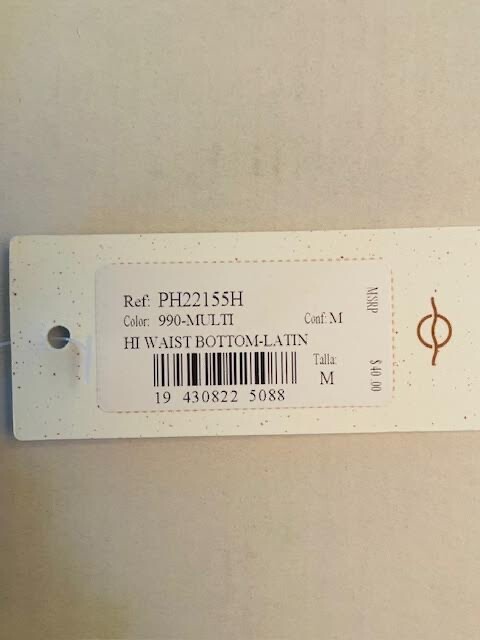 Ref: PH22155H
Color: 990-MULTI Conf: M
HI WAIST BOTTOM-LATIN
Talla:
M
19 430822 5088
MSRP $40.00